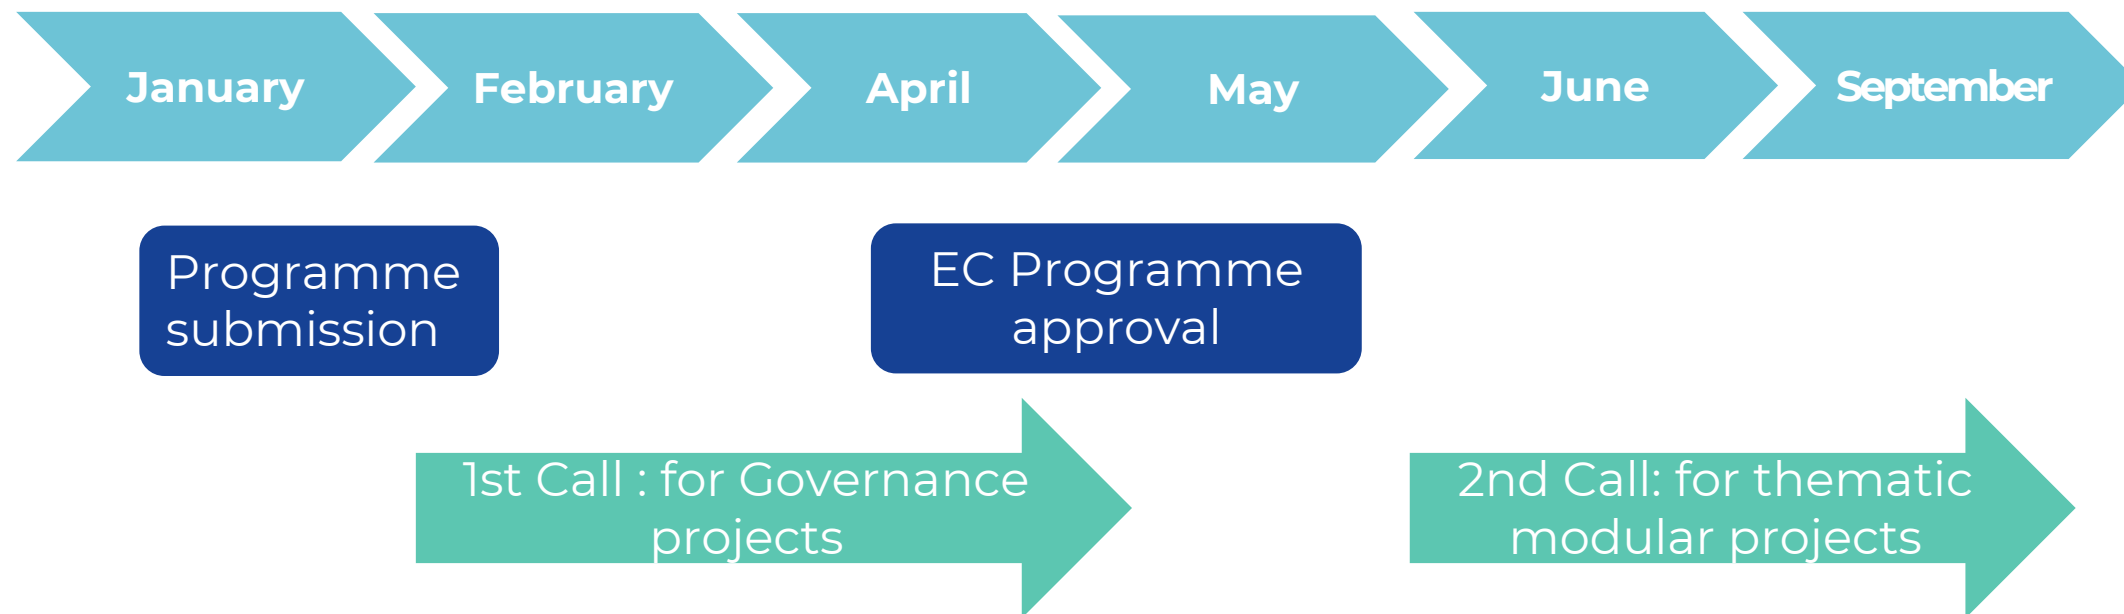 January
February
April
May
June
September
Programme
submission
EC Programme
approval
1st Call : for Governance
projects
2nd Call: for thematic
modular projects